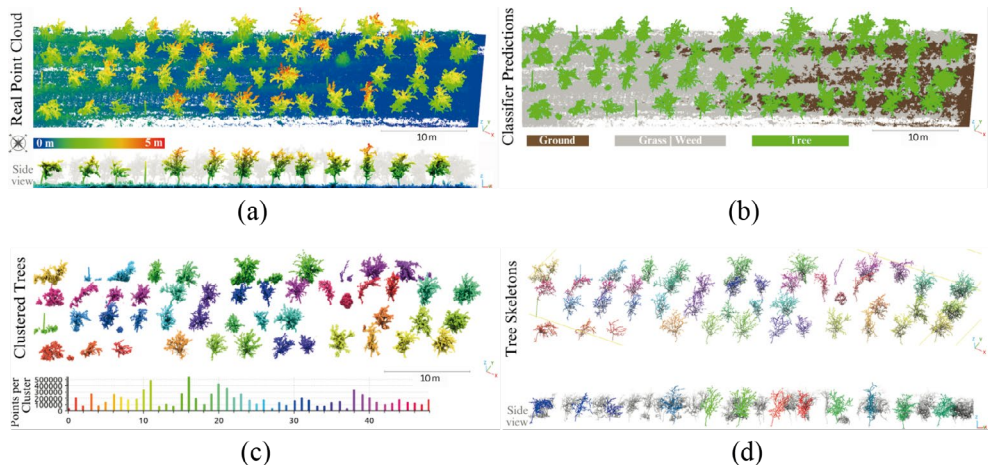 Real Point Cloud
10 m
0 m 5 m
Side
view
(a)
Classifier Predictions
10 m
Ground Grass | Weed Tree
(b)
Clustered Trees
10 m
Points per
Cluster
500000
400000
300000
200000
100000
0
0 10 20 30 40
(c)
Tree Skeletons
Side
view
(d)